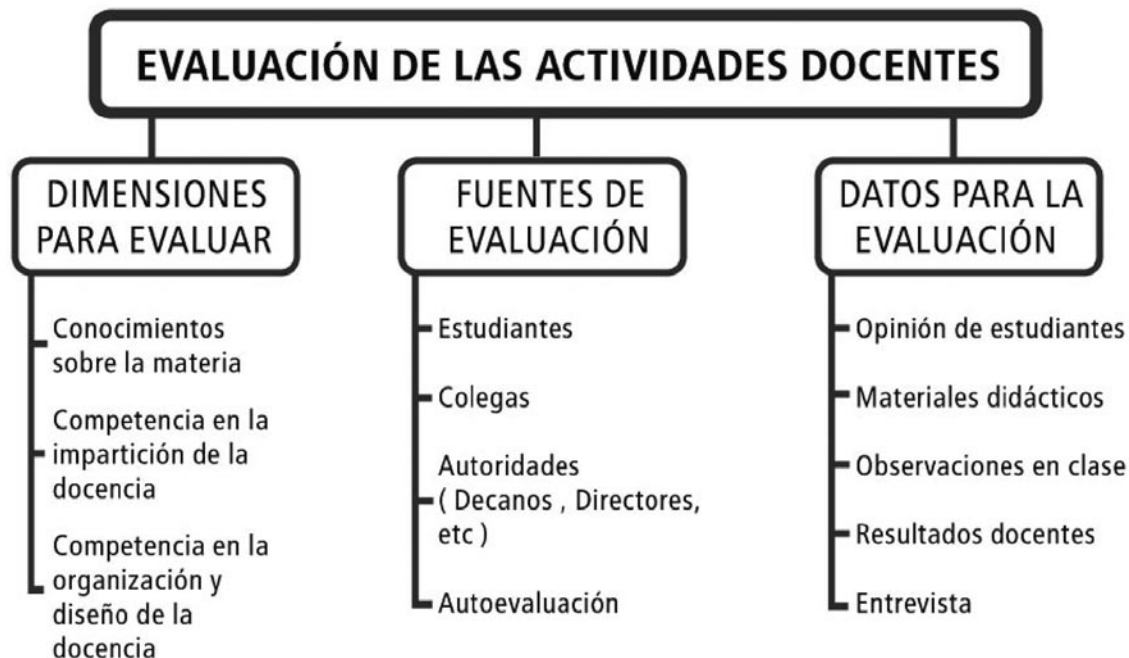 EVALUACIÓN DE LAS ACTIVIDADES DOCENTES
DIMENSIONES
PARA EVALUAR
Conocimientos
sobre la materia
Competencia en la
impartición de la
docencia
Competencia en la
organización y
diseño de la
docencia
FUENTES DE
EVALUACIÓN
Estudiantes
Colegas
Autoridades
( Decanos , Directores,
etc )
Autoevaluación
DATOS PARA LA
EVALUACIÓN
Opinión de estudiantes
Materiales didácticos
Observaciones en clase
Resultados docentes
Entrevista